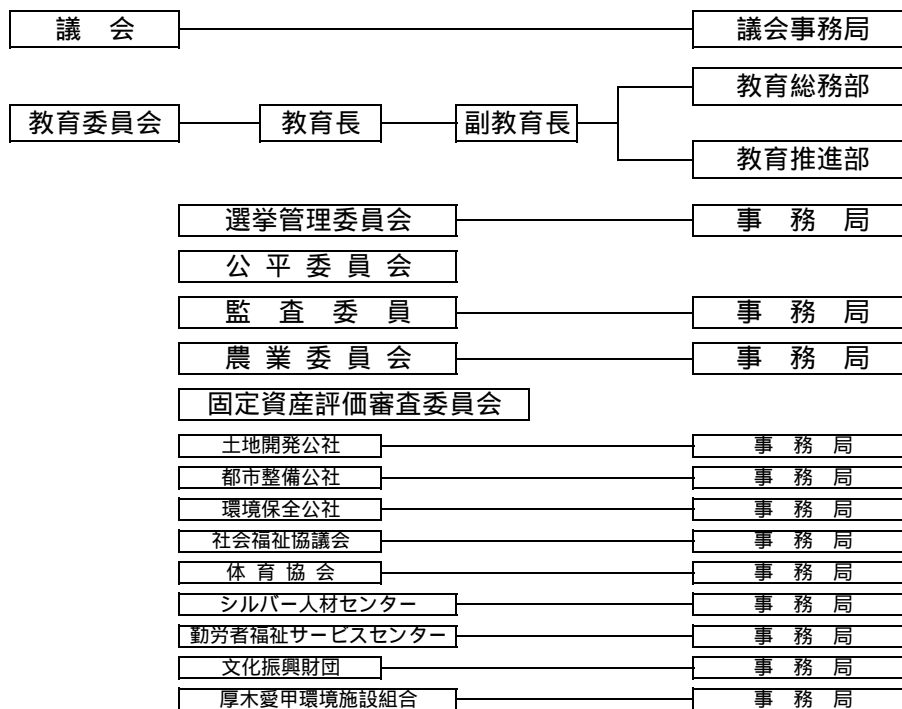 議 会 議会事務局
教育総務部
教育委員会 教育長 副教育長
教育推進部
選挙管理委員会 事 務 局
公 平 委 員 会
監 査 委 員 事 務 局
農 業 委 員 会 事 務 局
固定資産評価審査委員会
土地開発公社 事 務 局
都市整備公社 事 務 局
環境保全公社 事 務 局
社会福祉協議会 事 務 局
体 育 協 会 事 務 局
シルバー人材センター 事 務 局
勤労者福祉サービスセンター 事 務 局
文化振興財団 事 務 局
厚木愛甲環境施設組合 事 務 局